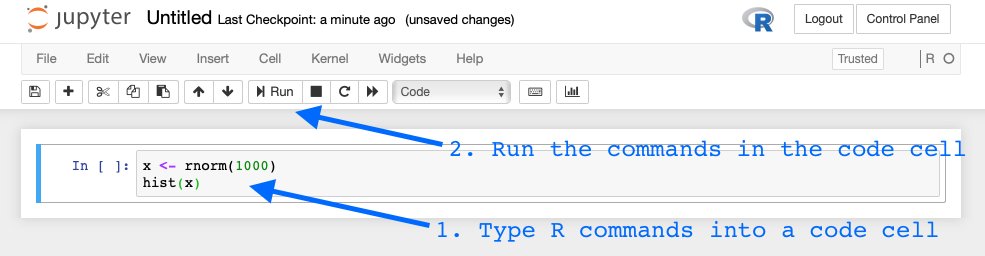 jupyter Untitled Last Checkpoint: a minute ago (unsaved changes) R Logout Control Panel
File Edit View Insert Cell Kernel Widgets Help Trusted R
Run Code
2. Run the commands in the code cell
In [ ]: x <- rnorm(1000)
hist(x)
1. Type R commands into a code cell